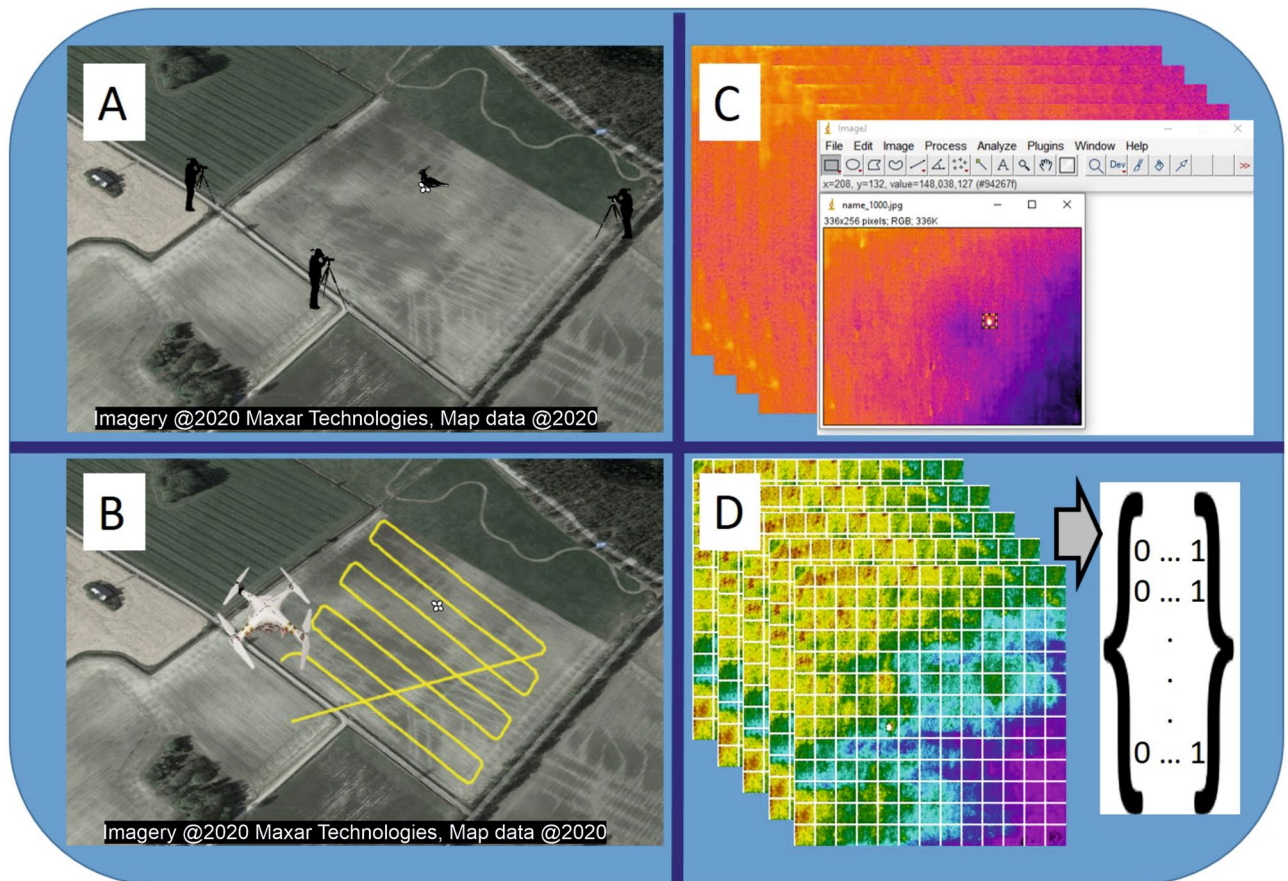 A
Imagery @2020 Maxar Technologies, Map data @2020
B
Imagery @2020 Maxar Technologies, Map data @2020
C
ImageJ
File Edit Image Process Analyze Plugins Window Help
A Dev >>
x=208, y=132, value=148,038,127 (#94267f)
name_1000.jpg
336x256 pixels; RGB; 336K
D
0 ... 1
0 ... 1
.
.
.
0 ... 1